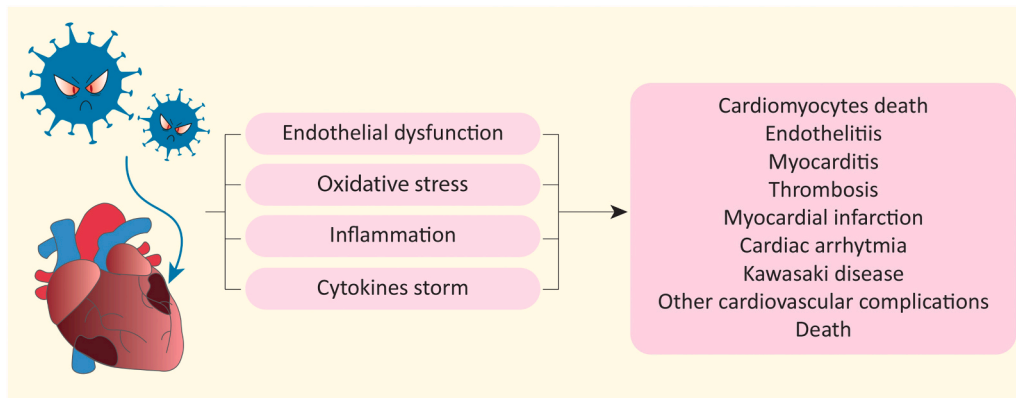 Endothelial dysfunction
Oxidative stress
Inflammation
Cytokines storm
Cardiomyocytes death
Endothelitiis
Myocarditis
Thrombosis
Myocardial infarction
Cardiac arrhytmia
Kawasaki disease
Other cardiovascular complications
Death